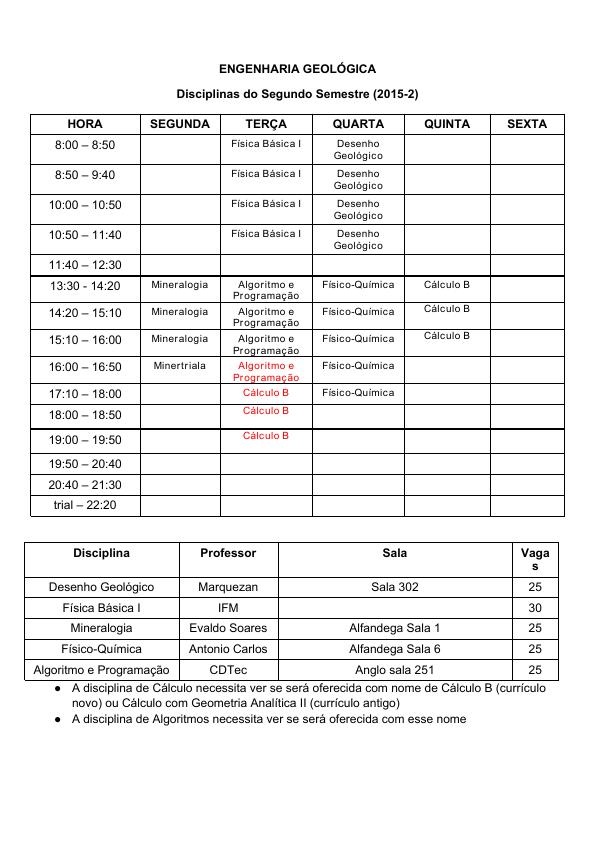 ENGENHARIA GEOLÓGICA
Disciplinas do Segundo Semestre (2015-2)
HORA SEGUNDA TERÇA QUARTA QUINTA SEXTA
8:00 – 8:50 Física Básica I Desenho
Geológico
8:50 – 9:40 Física Básica I Desenho
Geológico
10:00 – 10:50 Física Básica I Desenho
Geológico
10:50 – 11:40 Física Básica I Desenho
Geológico
11:40 – 12:30
13:30 - 14:20 Mineralogia Algoritmo e Físico-Química Cálculo B
Programação
14:20 – 15:10 Mineralogia Algoritmo e Físico-Química Cálculo B
Programação
15:10 – 16:00 Mineralogia Algoritmo e Físico-Química Cálculo B
Programação
16:00 – 16:50 Minertriala Algoritmo e Físico-Química
Programação
17:10 – 18:00 Cálculo B Físico-Química
18:00 – 18:50 Cálculo B
19:00 – 19:50 Cálculo B
19:50 – 20:40
20:40 – 21:30
trial – 22:20
Disciplina Professor Sala Vaga
s
Desenho Geológico Marquezan Sala 302 25
Física Básica I IFM 30
Mineralogia Evaldo Soares Alfandega Sala 1 25
Físico-Química Antonio Carlos Alfandega Sala 6 25
Algoritmo e Programação CDTec Anglo sala 251 25
● A disciplina de Cálculo necessita ver se será oferecida com nome de Cálculo B (currículo
novo) ou Cálculo com Geometria Analítica II (currículo antigo)
● A disciplina de Algoritmos necessita ver se será oferecida com esse nome